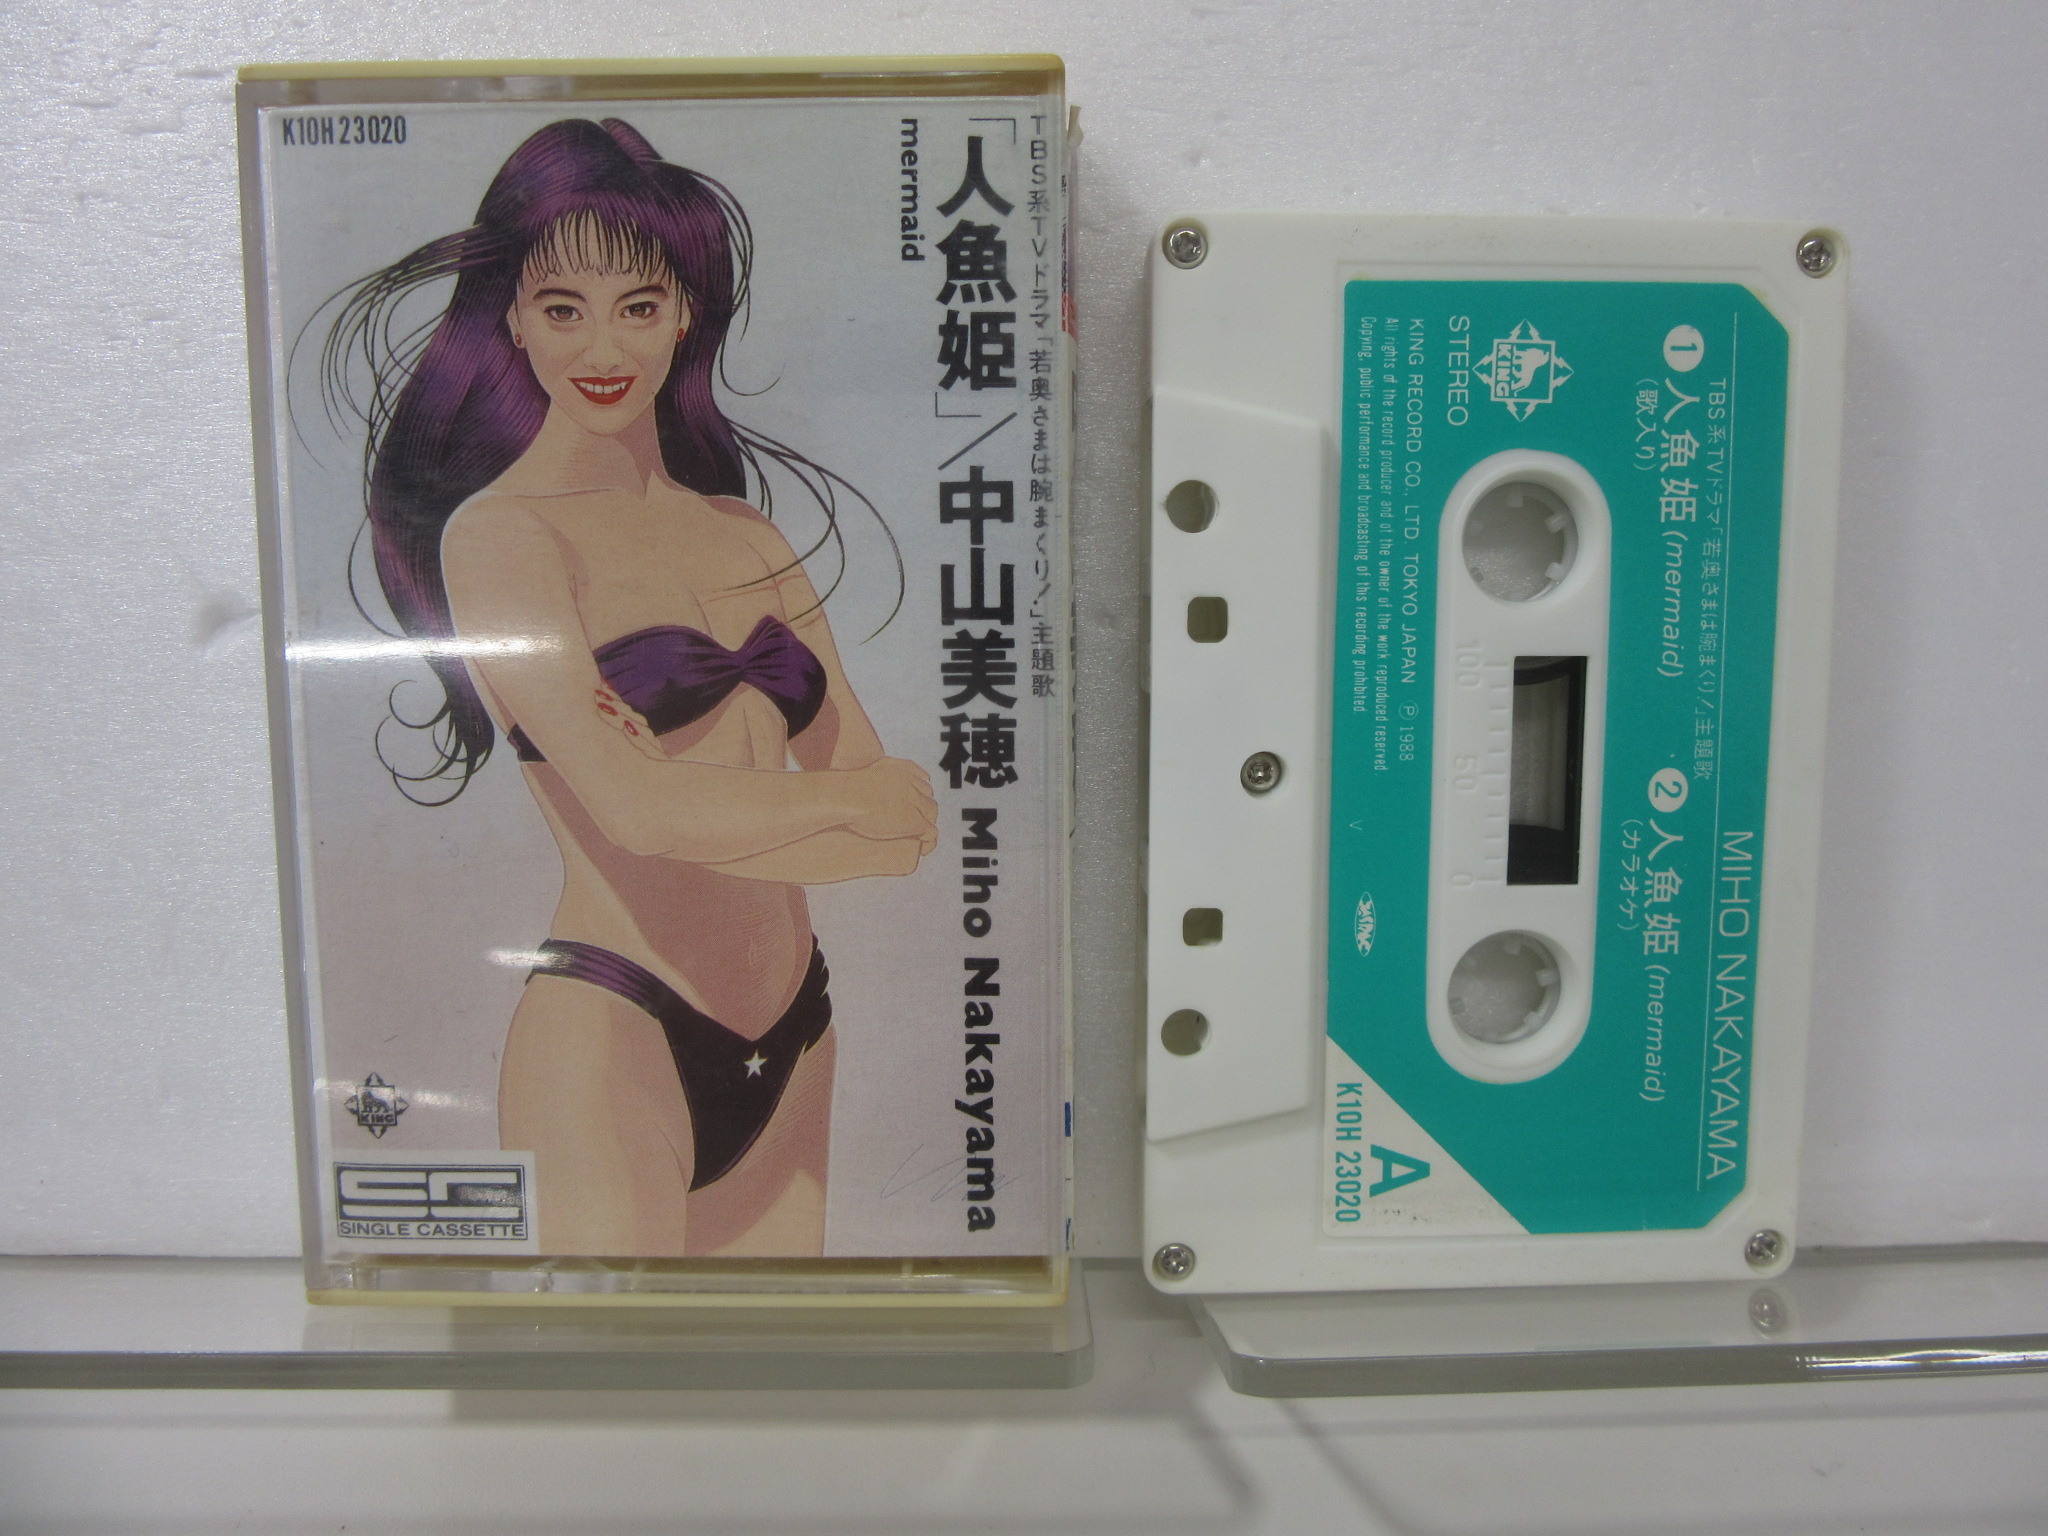 K10H 23020
TBS系TVドラマ「若奥さまは腕まくり!」主題歌
「人魚姫」/中山美穂 Miho Nakayama
mermaid
KING
SC
SINGLE CASSETTE
MIHO NAKAYAMA
TBS系TVドラマ「若奥さまは腕まくり!」主題歌
1 人魚姫 (mermaid)
(歌入り)
2 人魚姫 (mermaid)
(カラオケ)
KING
STEREO
100 50 0
KING RECORD CO., LTD. TOKYO JAPAN ℗ 1988
All rights of the record producer and of the owner of the work reproduced reserved.
Copying, public performance and broadcasting of this recording prohibited.
V
JASRAC
A
K10H 23020